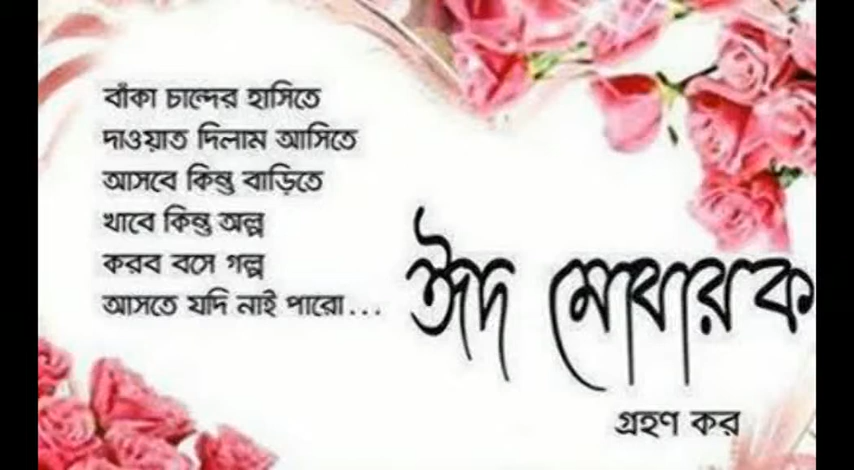 বাঁকা চান্দের হাসিতে
দাওয়াত দিলাম আসিতে
আসবে কিন্তু বাড়িতে
খাবে কিন্তু অল্প
করব বসে গল্প
আসতে যদি নাই পারো...
ঈদ মোবারক
গ্রহণ কর